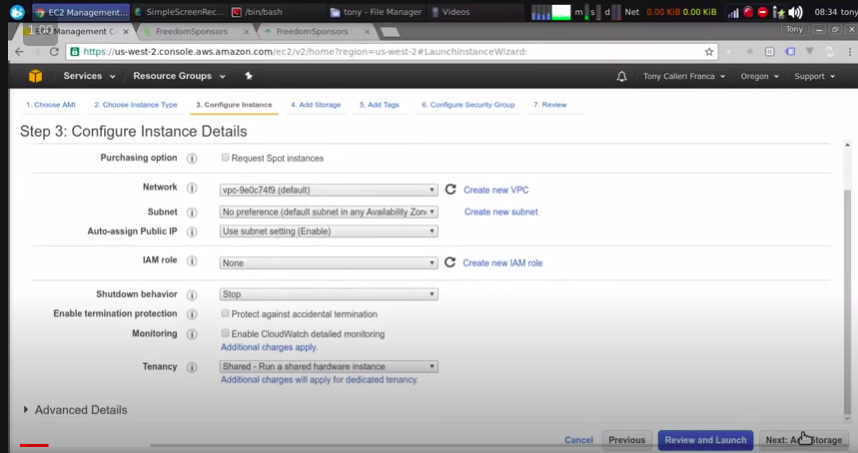 EC2 Management... SimpleScreenRec... /bin/bash tony - File Manager Videos m s d Net 0.00 KiB 0.00 KiB 08:34 tony
EC2 Management C FreedomSponsors FreedomSponsors Tony
https://us-west-2.console.aws.amazon.com/ec2/v2/home?region=us-west-2#LaunchInstanceWizard:
Services Resource Groups Tony Calleri Franca Oregon Support
1. Choose AMI 2. Choose Instance Type 3. Configure Instance 4. Add Storage 5. Add Tags 6. Configure Security Group 7. Review
Step 3: Configure Instance Details
Purchasing option Request Spot instances
Network vpc-9e0c74f9 (default) Create new VPC
Subnet No preference (default subnet in any Availability Zon Create new subnet
Auto-assign Public IP Use subnet setting (Enable)
IAM role None Create new IAM role
Shutdown behavior Stop
Enable termination protection Protect against accidental termination
Monitoring Enable CloudWatch detailed monitoring
Additional charges apply.
Tenancy Shared - Run a shared hardware instance
Additional charges will apply for dedicated tenancy.
Advanced Details
Cancel Previous Review and Launch Next: Add Storage